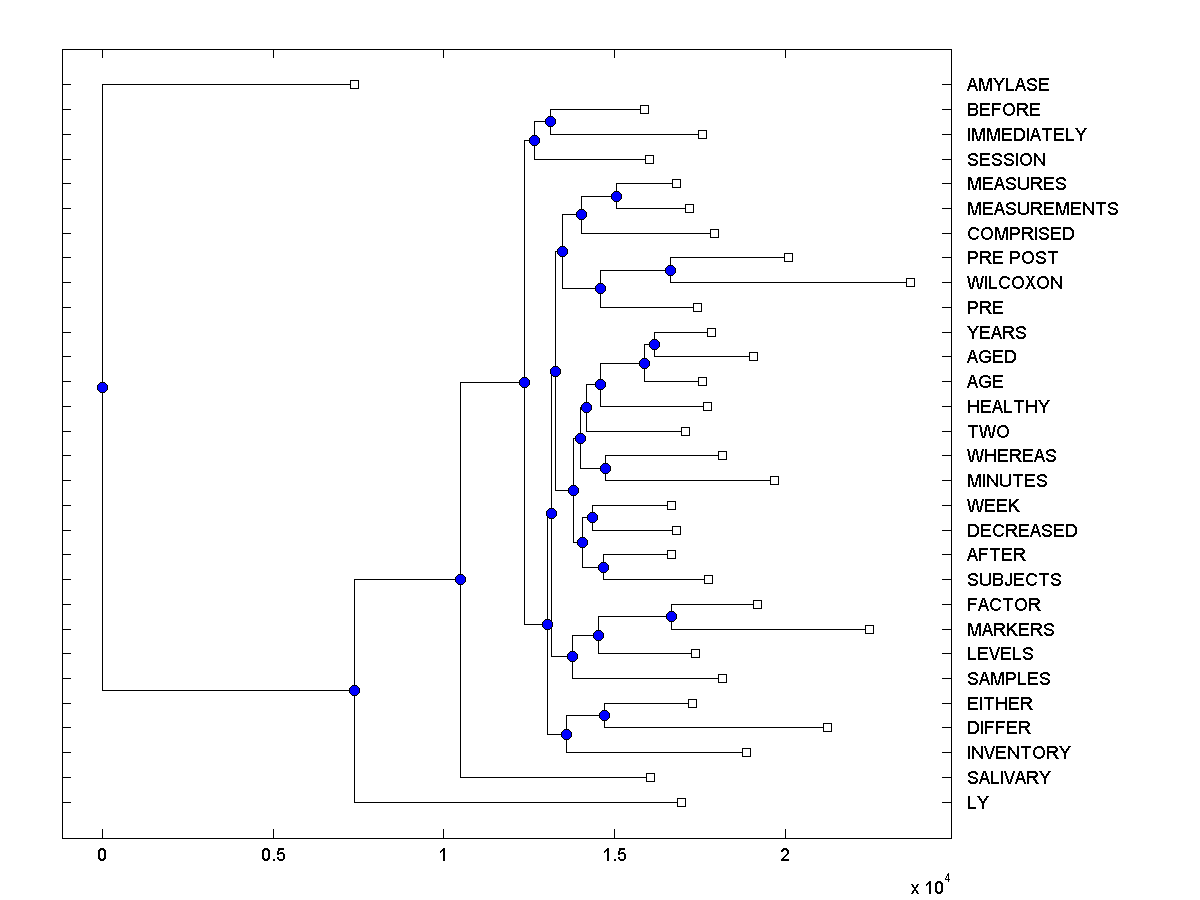 AMYLASE
BEFORE
IMMEDIATELY
SESSION
MEASURES
MEASUREMENTS
COMPRISED
PRE POST
WILCOXON
PRE
YEARS
AGED
AGE
HEALTHY
TWO
WHEREAS
MINUTES
WEEK
DECREASED
AFTER
SUBJECTS
FACTOR
MARKERS
LEVELS
SAMPLES
EITHER
DIFFER
INVENTORY
SALIVARY
LY
0 0.5 1 1.5 2
x 10^4